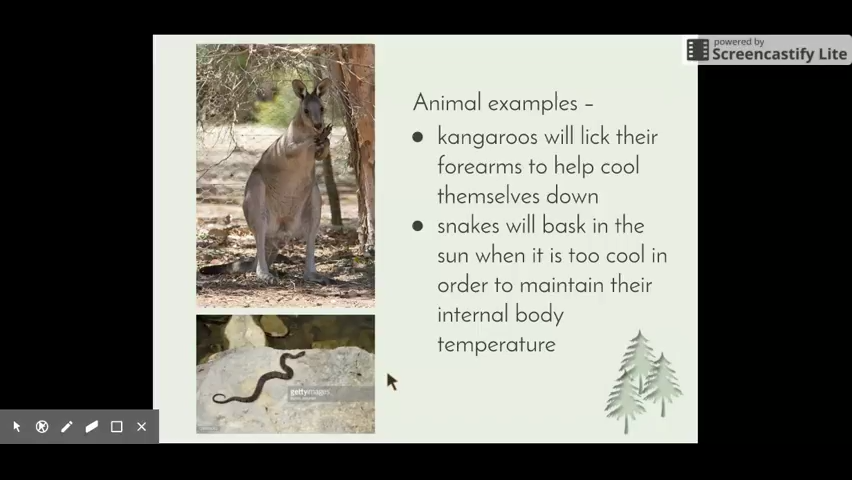 powered by
Screencastify Lite
Animal examples –
● kangaroos will lick their
forearms to help cool
themselves down
● snakes will bask in the
sun when it is too cool in
order to maintain their
internal body
temperature
gettyimages